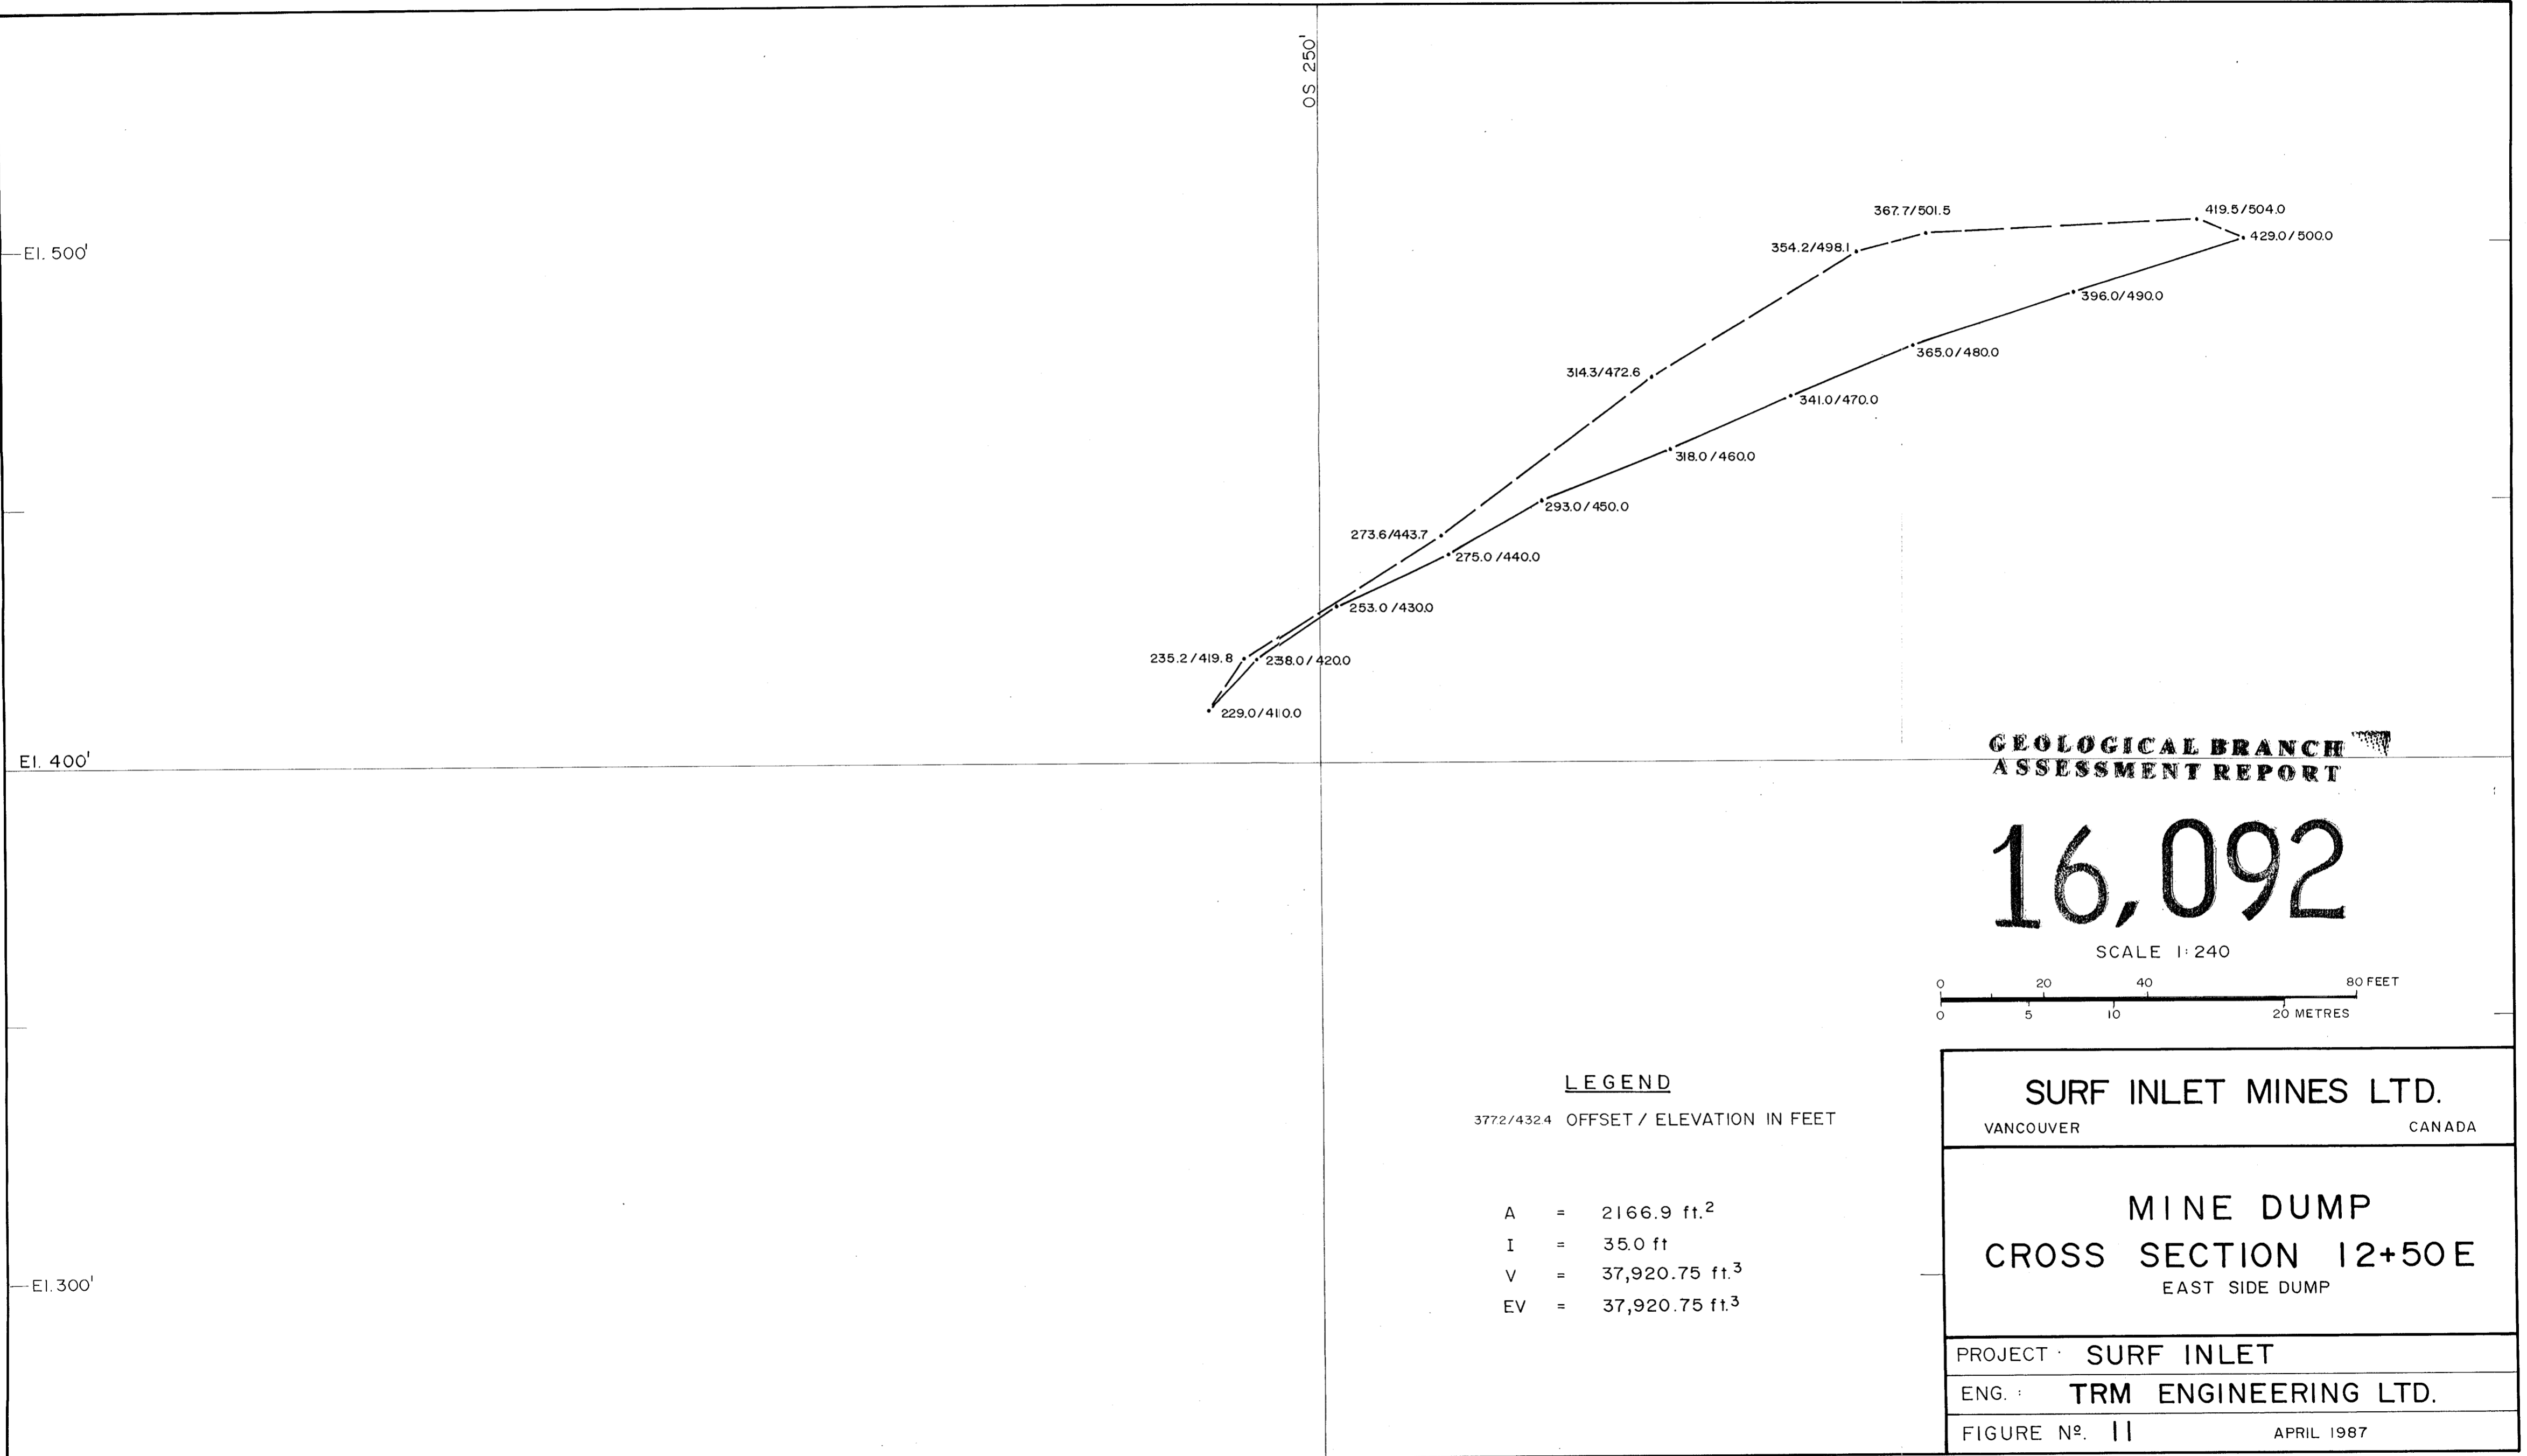 OS 250'
367.7/501.5
419.5/504.0
354.2/498.1
429.0/500.0
El. 500'
396.0/490.0
365.0/480.0
314.3/472.6
341.0/470.0
318.0/460.0
293.0/450.0
273.6/443.7
275.0/440.0
253.0/430.0
235.2/419.8
238.0/420.0
229.0/410.0
El. 400'
GEOLOGICAL BRANCH
ASSESSMENT REPORT
16,092
SCALE 1:240
0 20 40 80 FEET
0 5 10 20 METRES
LEGEND
377.2/432.4 OFFSET / ELEVATION IN FEET
A = 2166.9 ft.²
I = 35.0 ft
V = 37,920.75 ft.³
EV = 37,920.75 ft.³
El. 300'
SURF INLET MINES LTD.
VANCOUVER CANADA
MINE DUMP
CROSS SECTION 12+50E
EAST SIDE DUMP
PROJECT : SURF INLET
ENG. : TRM ENGINEERING LTD.
FIGURE Nº. 11 APRIL 1987